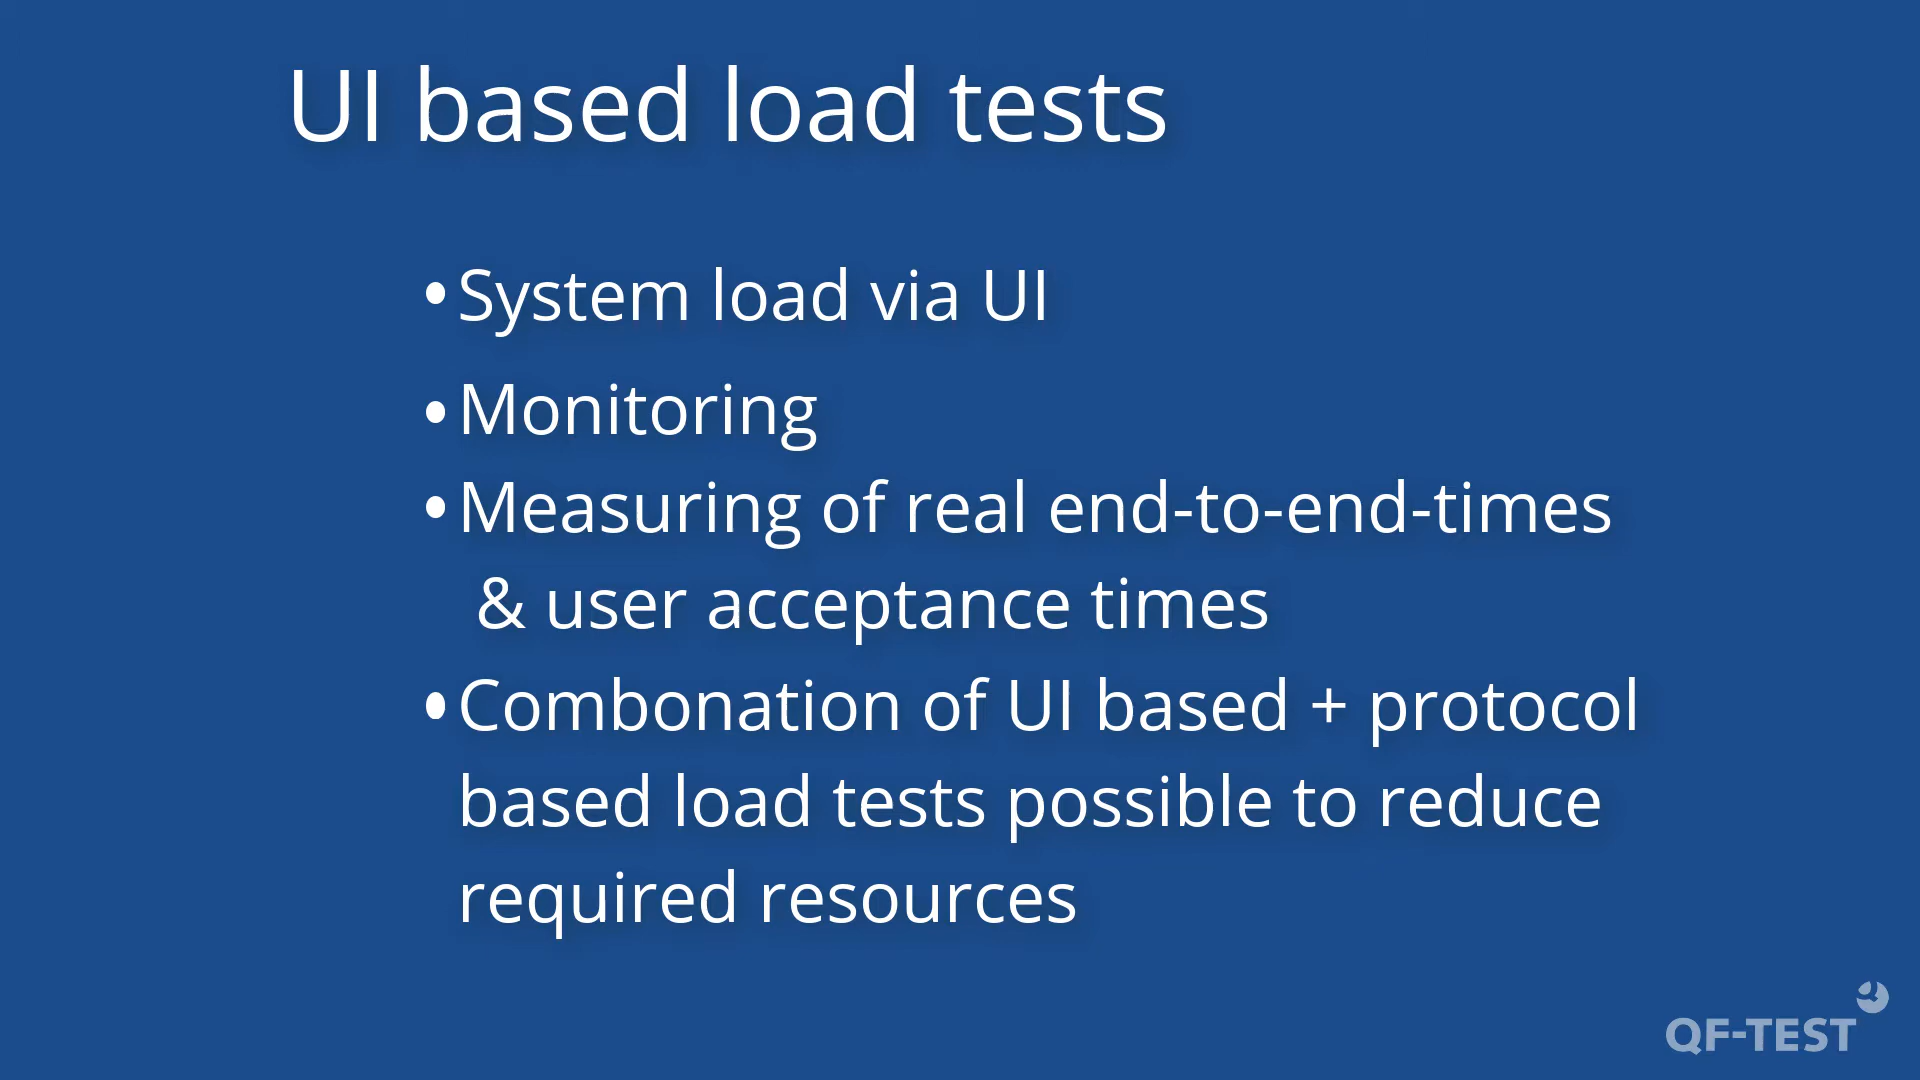 UI based load tests
•System load via UI
•Monitoring
•Measuring of real end-to-end-times
& user acceptance times
•Combonation of UI based + protocol
based load tests possible to reduce
required resources
QF-TEST